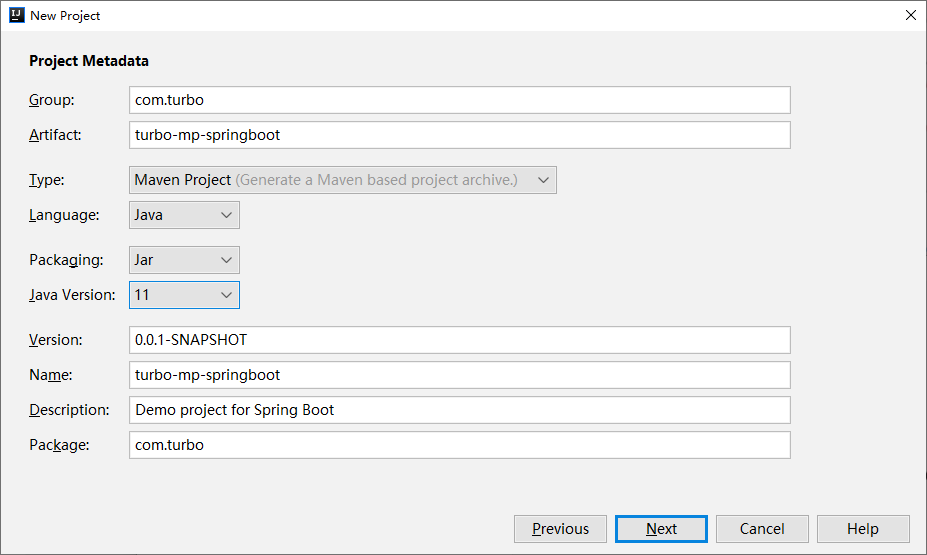 New Project
Project Metadata
Group: com.turbo
Artifact: turbo-mp-springboot
Type: Maven Project (Generate a Maven based project archive.)
Language: Java
Packaging: Jar
Java Version: 11
Version: 0.0.1-SNAPSHOT
Name: turbo-mp-springboot
Description: Demo project for Spring Boot
Package: com.turbo
Previous Next Cancel Help